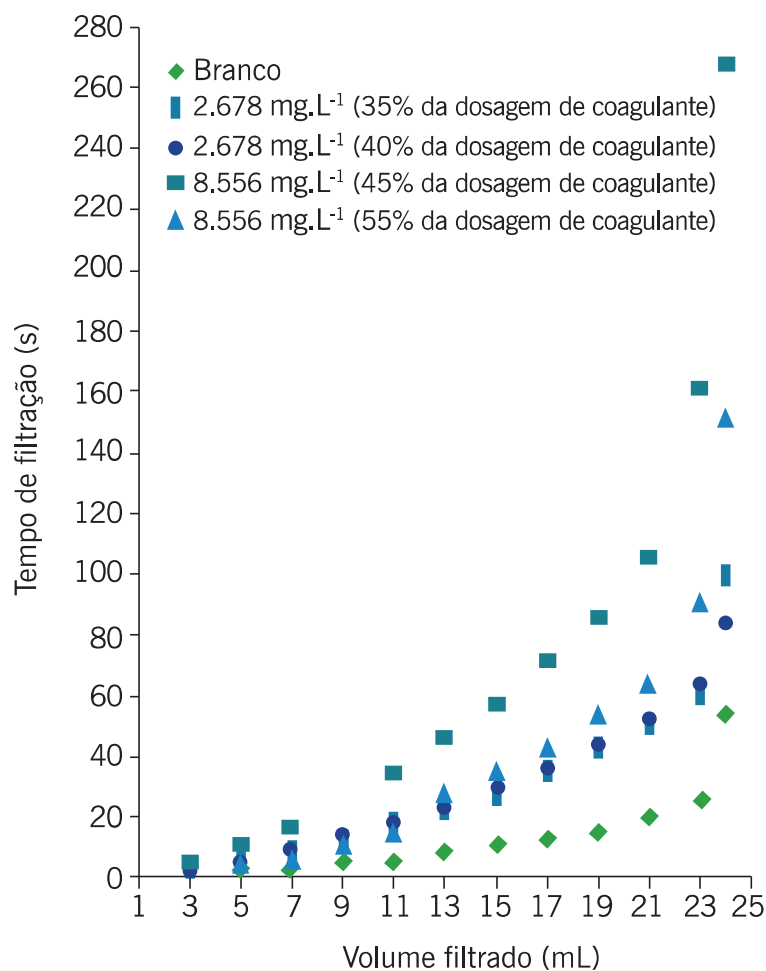 280
260
240
220
200
180
160
140
120
100
80
60
40
20
0
Tempo de filtração (s)
Branco
2.678 mg.L⁻¹ (35% da dosagem de coagulante)
2.678 mg.L⁻¹ (40% da dosagem de coagulante)
8.556 mg.L⁻¹ (45% da dosagem de coagulante)
8.556 mg.L⁻¹ (55% da dosagem de coagulante)
1 3 5 7 9 11 13 15 17 19 21 23 25
Volume filtrado (mL)